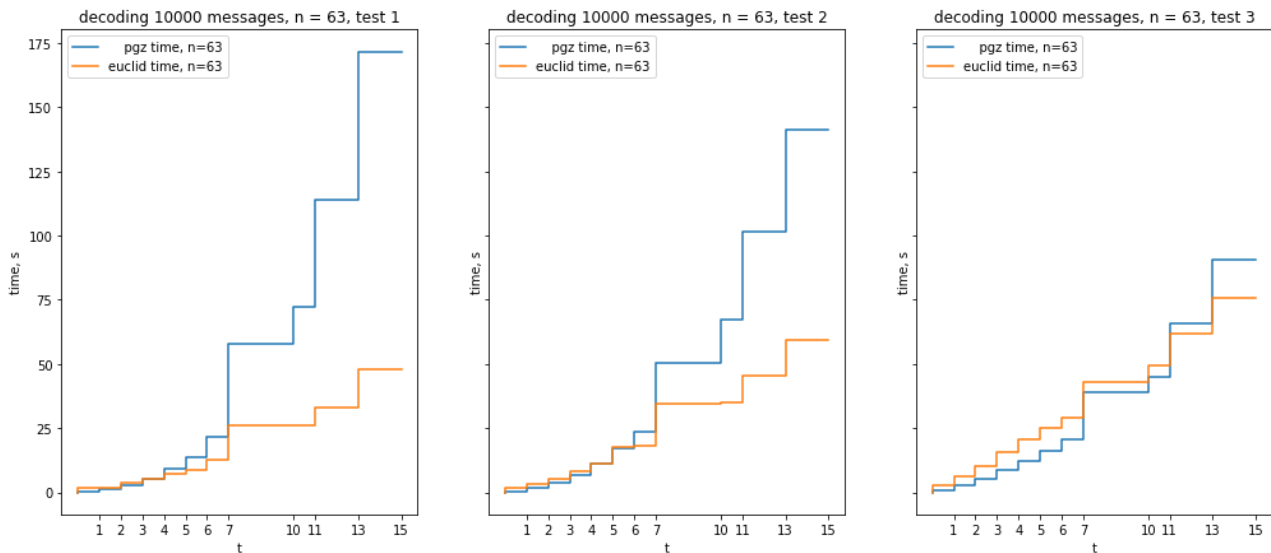 decoding 10000 messages, n = 63, test 1
pgz time, n=63
euclid time, n=63
175
150
125
100
75
50
25
0
time, s
1 2 3 4 5 6 7 10 11 13 15
t
decoding 10000 messages, n = 63, test 2
pgz time, n=63
euclid time, n=63
time, s
1 2 3 4 5 6 7 10 11 13 15
t
decoding 10000 messages, n = 63, test 3
pgz time, n=63
euclid time, n=63
time, s
1 2 3 4 5 6 7 10 11 13 15
t